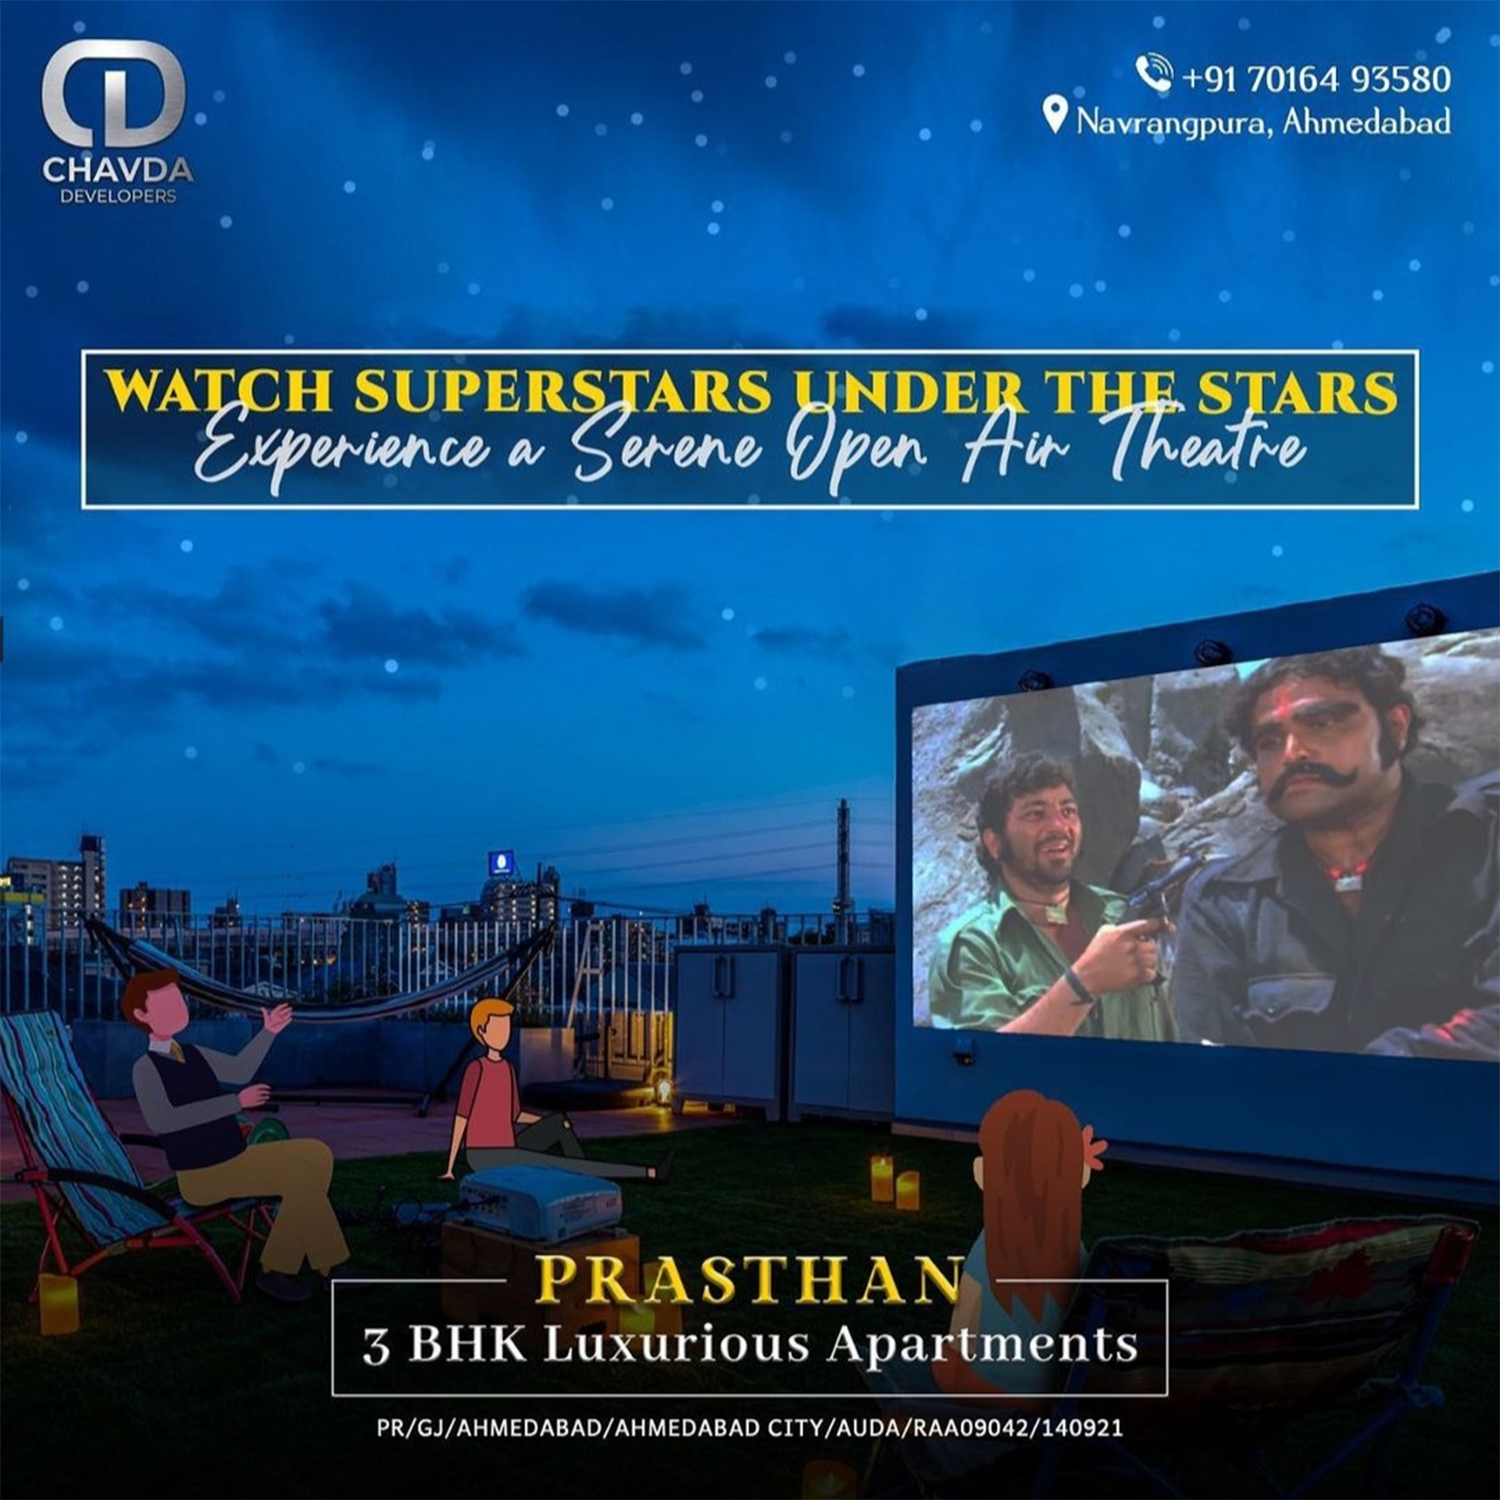 CHAVDA
DEVELOPERS
+91 70164 93580
Navrangpura, Ahmedabad
WATCH SUPERSTARS UNDER THE STARS
Experience a Serene Open Air Theatre
PRASTHAN
3 BHK Luxurious Apartments
PR/GJ/AHMEDABAD/AHMEDABAD CITY/AUDA/RAA09042/140921